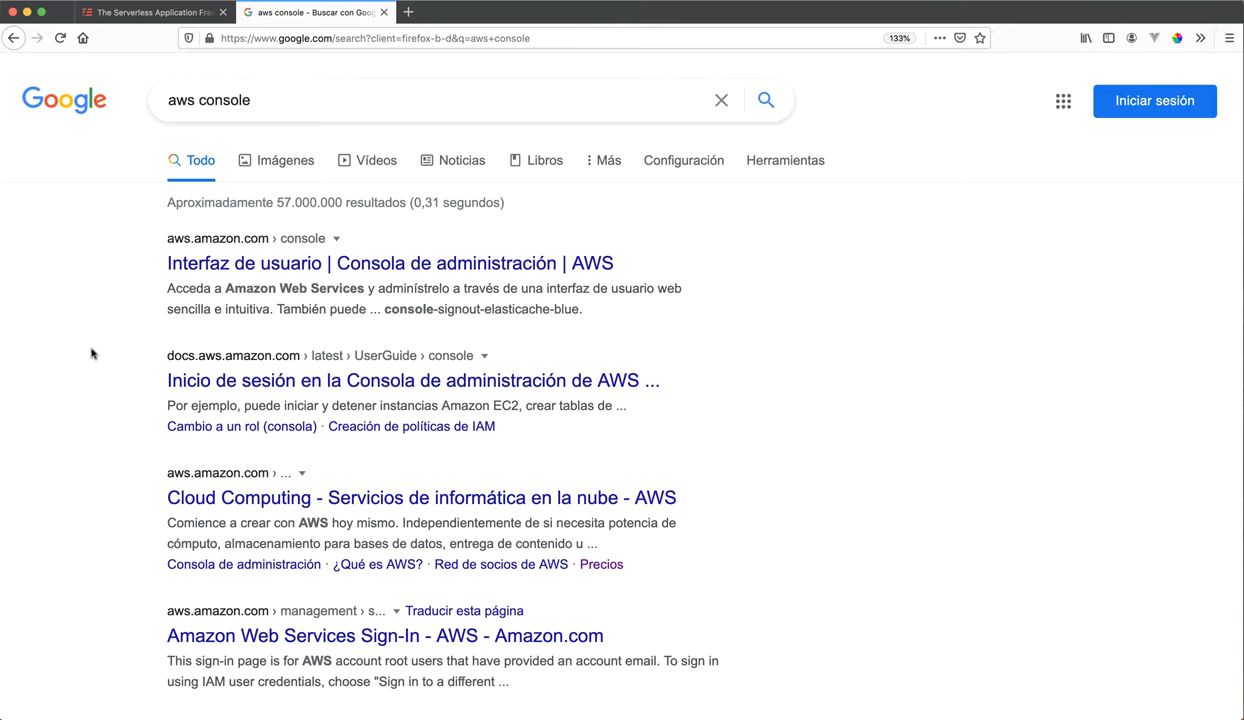 The Serverless Application Fra
aws console - Buscar con Goog
https://www.google.com/search?client=firefox-b-d&q=aws+console
133%
Google
aws console
Iniciar sesión
Todo
Imágenes
Vídeos
Noticias
Libros
Más
Configuración
Herramientas
Aproximadamente 57.000.000 resultados (0,31 segundos)
aws.amazon.com › console
Interfaz de usuario | Consola de administración | AWS
Acceda a Amazon Web Services y adminístrelo a través de una interfaz de usuario web
sencilla e intuitiva. También puede ... console-signout-elasticache-blue.
docs.aws.amazon.com › latest › UserGuide › console
Inicio de sesión en la Consola de administración de AWS ...
Por ejemplo, puede iniciar y detener instancias Amazon EC2, crear tablas de ...
Cambio a un rol (consola) · Creación de políticas de IAM
aws.amazon.com › ...
Cloud Computing - Servicios de informática en la nube - AWS
Comience a crear con AWS hoy mismo. Independientemente de si necesita potencia de
cómputo, almacenamiento para bases de datos, entrega de contenido u ...
Consola de administración · ¿Qué es AWS? · Red de socios de AWS · Precios
aws.amazon.com › management › s... Traducir esta página
Amazon Web Services Sign-In - AWS - Amazon.com
This sign-in page is for AWS account root users that have provided an account email. To sign in
using IAM user credentials, choose "Sign in to a different ...